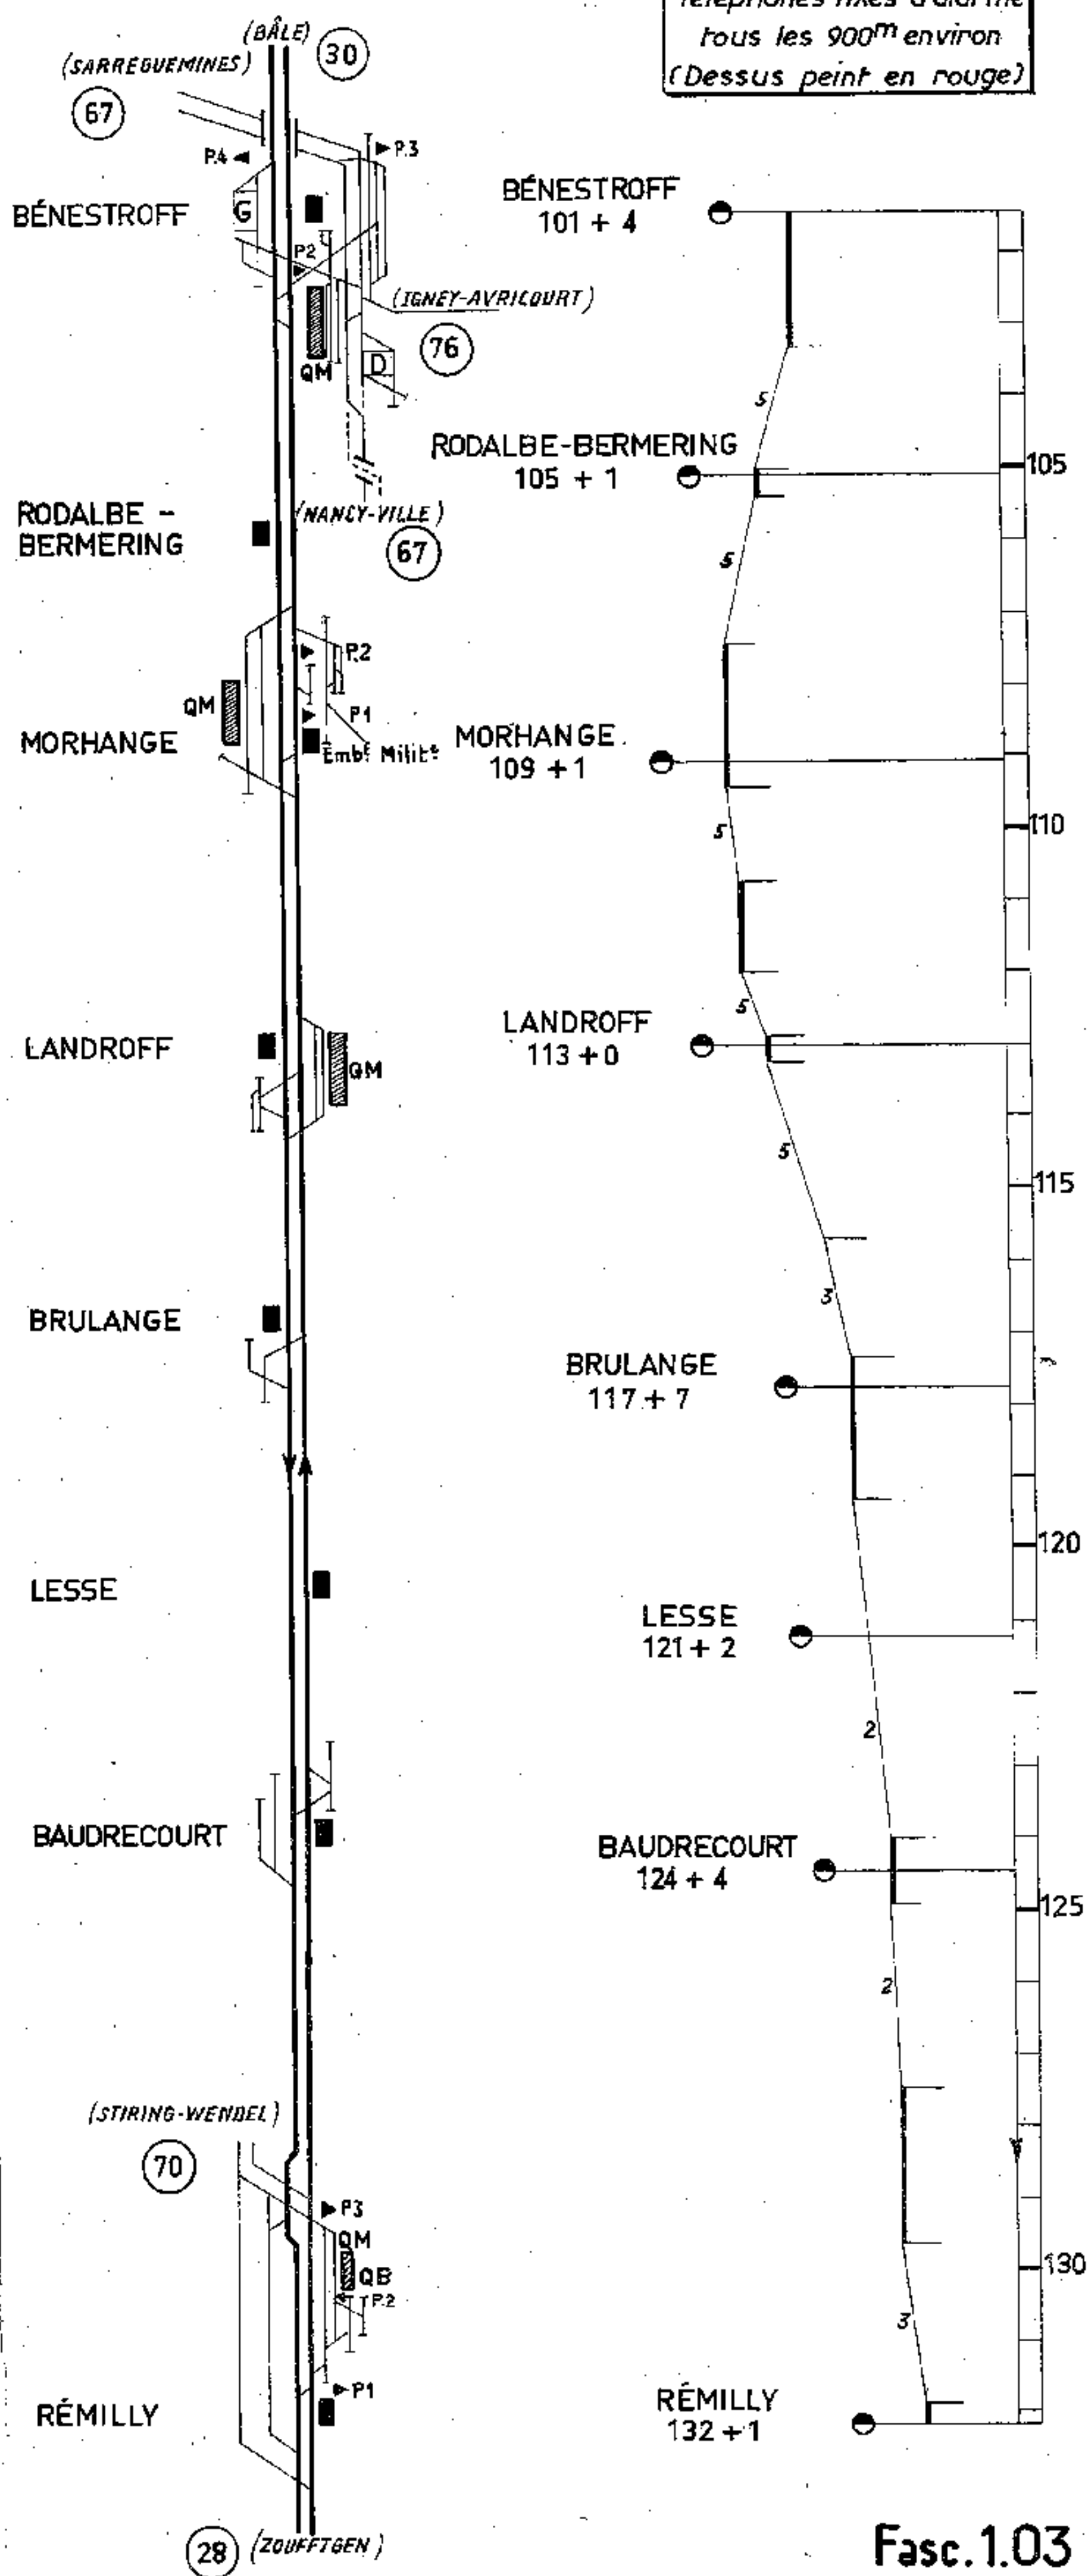 Téléphones fixes d'alarme
tous les 900m environ
(Dessus peint en rouge)
(BÂLE)
30
(SARREGUEMINES)
67
P.4
P.3
BÉNESTROFF
G
P2
(IGNEY-AVRICOURT)
76
QM
D
RODALBE -
BERMERING
(NANCY-VILLE)
67
P.2
QM
P1
MORHANGE
Embt Milite
LANDROFF
QM
BRULANGE
LESSE
BAUDRECOURT
(STIRING-WENDEL)
70
P3
QM
QB
P.2
P1
RÉMILLY
28
(ZOUFFTGEN)
BÉNESTROFF
101 + 4
5
RODALBE-BERMERING
105 + 1
105
5
MORHANGE.
109 + 1
5
110
5
LANDROFF
113 + 0
5
115
3
BRULANGE
117 + 7
120
LESSE
121 + 2
2
BAUDRECOURT
124 + 4
125
2
130
3
RÉMILLY
132 + 1
Fasc. 1.03